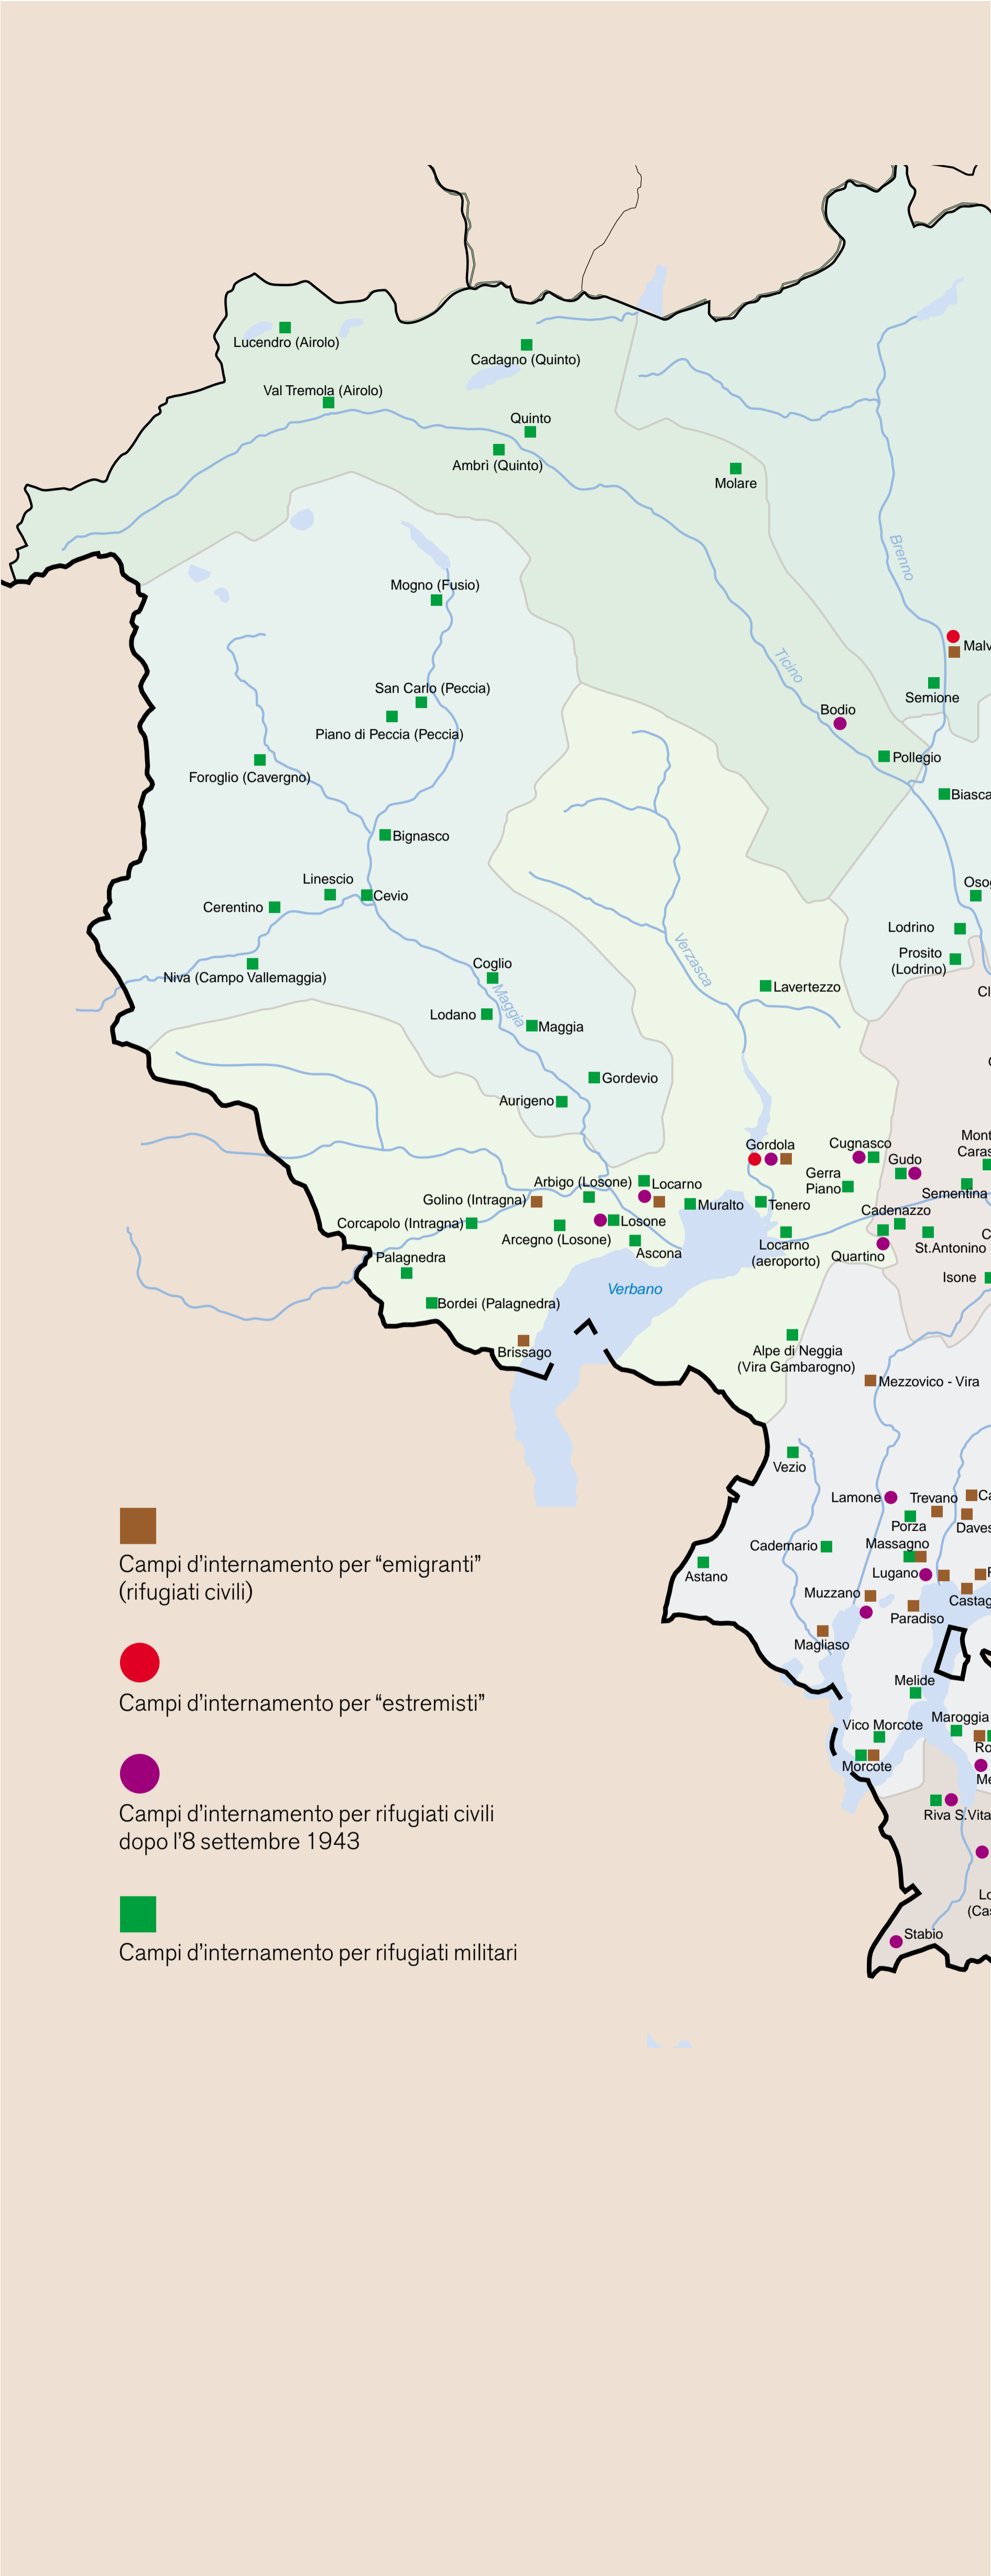 Lucendro (Airolo)
Cadagno (Quinto)
Val Tremola (Airolo)
Quinto
Ambrì (Quinto)
Molare
Brenno
Mogno (Fusio)
Ticino
San Carlo (Peccia)
Semione
Bodio
Piano di Peccia (Peccia)
Pollegio
Foroglio (Cavergno)
Biasca
Bignasco
Linescio
Cevio
Cerentino
Lodrino
Verzasca
Prosito
(Lodrino)
Coglio
Niva (Campo Vallemaggia)
Lavertezzo
Maggia
Lodano
Maggia
Gordevio
Aurigeno
Gordola
Cugnasco
Gudo
Gerra
Piano
Arbigo (Losone)
Locarno
Sementina
Golino (Intragna)
Muralto
Tenero
Cadenazzo
Corcapolo (Intragna)
Losone
Arcegno (Losone)
Locarno
(aeroporto)
St.Antonino
Ascona
Quartino
Palagnedra
Isone
Verbano
Bordei (Palagnedra)
Brissago
Alpe di Neggia
(Vira Gambarogno)
Mezzovico - Vira
Vezio
Lamone
Trevano
Porza
Cademario
Massagno
Astano
Lugano
Muzzano
Paradiso
Magliaso
Melide
Vico Morcote
Maroggia
Morcote
Riva S.Vita
Stabio
Campi d’internamento per “emigranti”
(rifugiati civili)
Campi d’internamento per “estremisti”
Campi d’internamento per rifugiati civili
dopo l’8 settembre 1943
Campi d’internamento per rifugiati militari